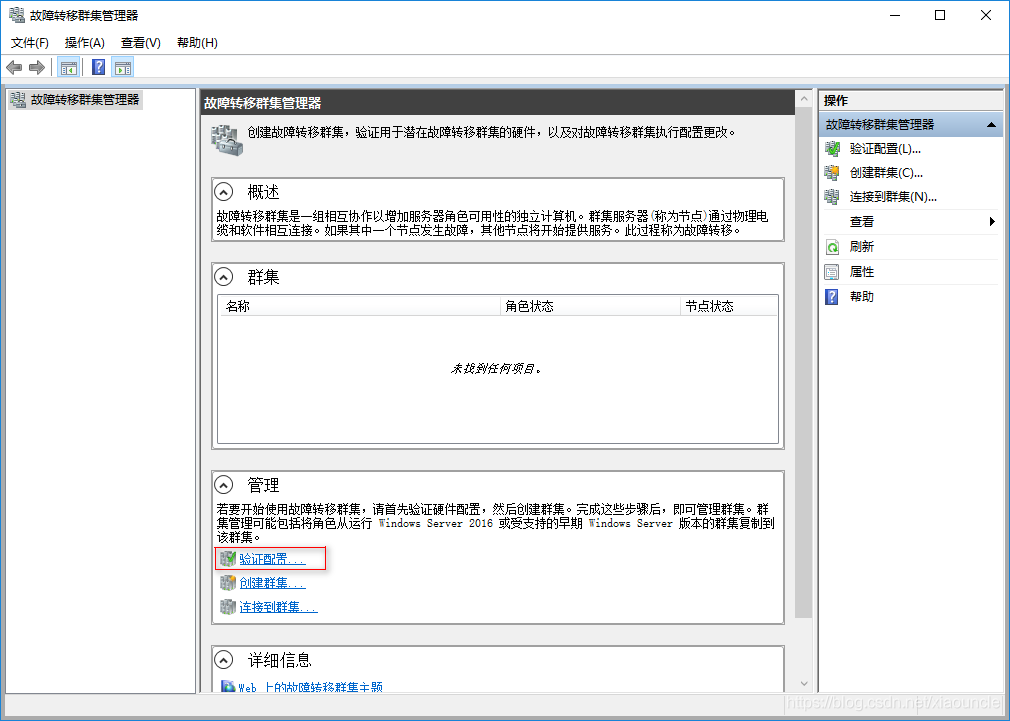 故障转移群集管理器
文件(F) 操作(A) 查看(V) 帮助(H)
故障转移群集管理器
故障转移群集管理器
创建故障转移群集，验证用于潜在故障转移群集的硬件，以及对故障转移群集执行配置更改。
概述
故障转移群集是一组相互协作以增加服务器角色可用性的独立计算机。群集服务器(称为节点)通过物理电
缆和软件相互连接。如果其中一个节点发生故障，其他节点将开始提供服务。此过程称为故障转移。
群集
名称 角色状态 节点状态
未找到任何项目。
管理
若要开始使用故障转移群集，请首先验证硬件配置，然后创建群集。完成这些步骤后，即可管理群集。群
集管理可能包括将角色从运行 Windows Server 2016 或受支持的早期 Windows Server 版本的群集复制到
该群集。
验证配置...
创建群集...
连接到群集...
详细信息
Web 上的故障转移群集主题
操作
故障转移群集管理器
验证配置(L)...
创建群集(C)...
连接到群集(N)...
查看
刷新
属性
帮助
https://blog.csdn.net/xiaouncle